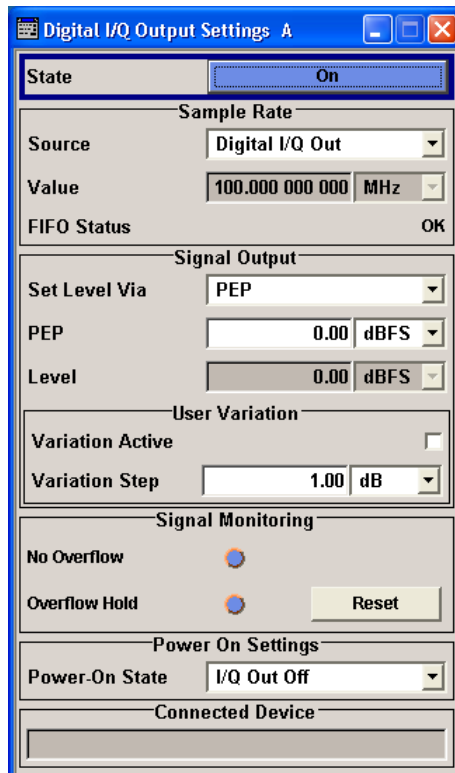 Digital I/Q Output Settings A
State On
Sample Rate
Source Digital I/Q Out
Value 100.000 000 000 MHz
FIFO Status OK
Signal Output
Set Level Via PEP
PEP 0.00 dBFS
Level 0.00 dBFS
User Variation
Variation Active
Variation Step 1.00 dB
Signal Monitoring
No Overflow
Overflow Hold Reset
Power On Settings
Power-On State I/Q Out Off
Connected Device